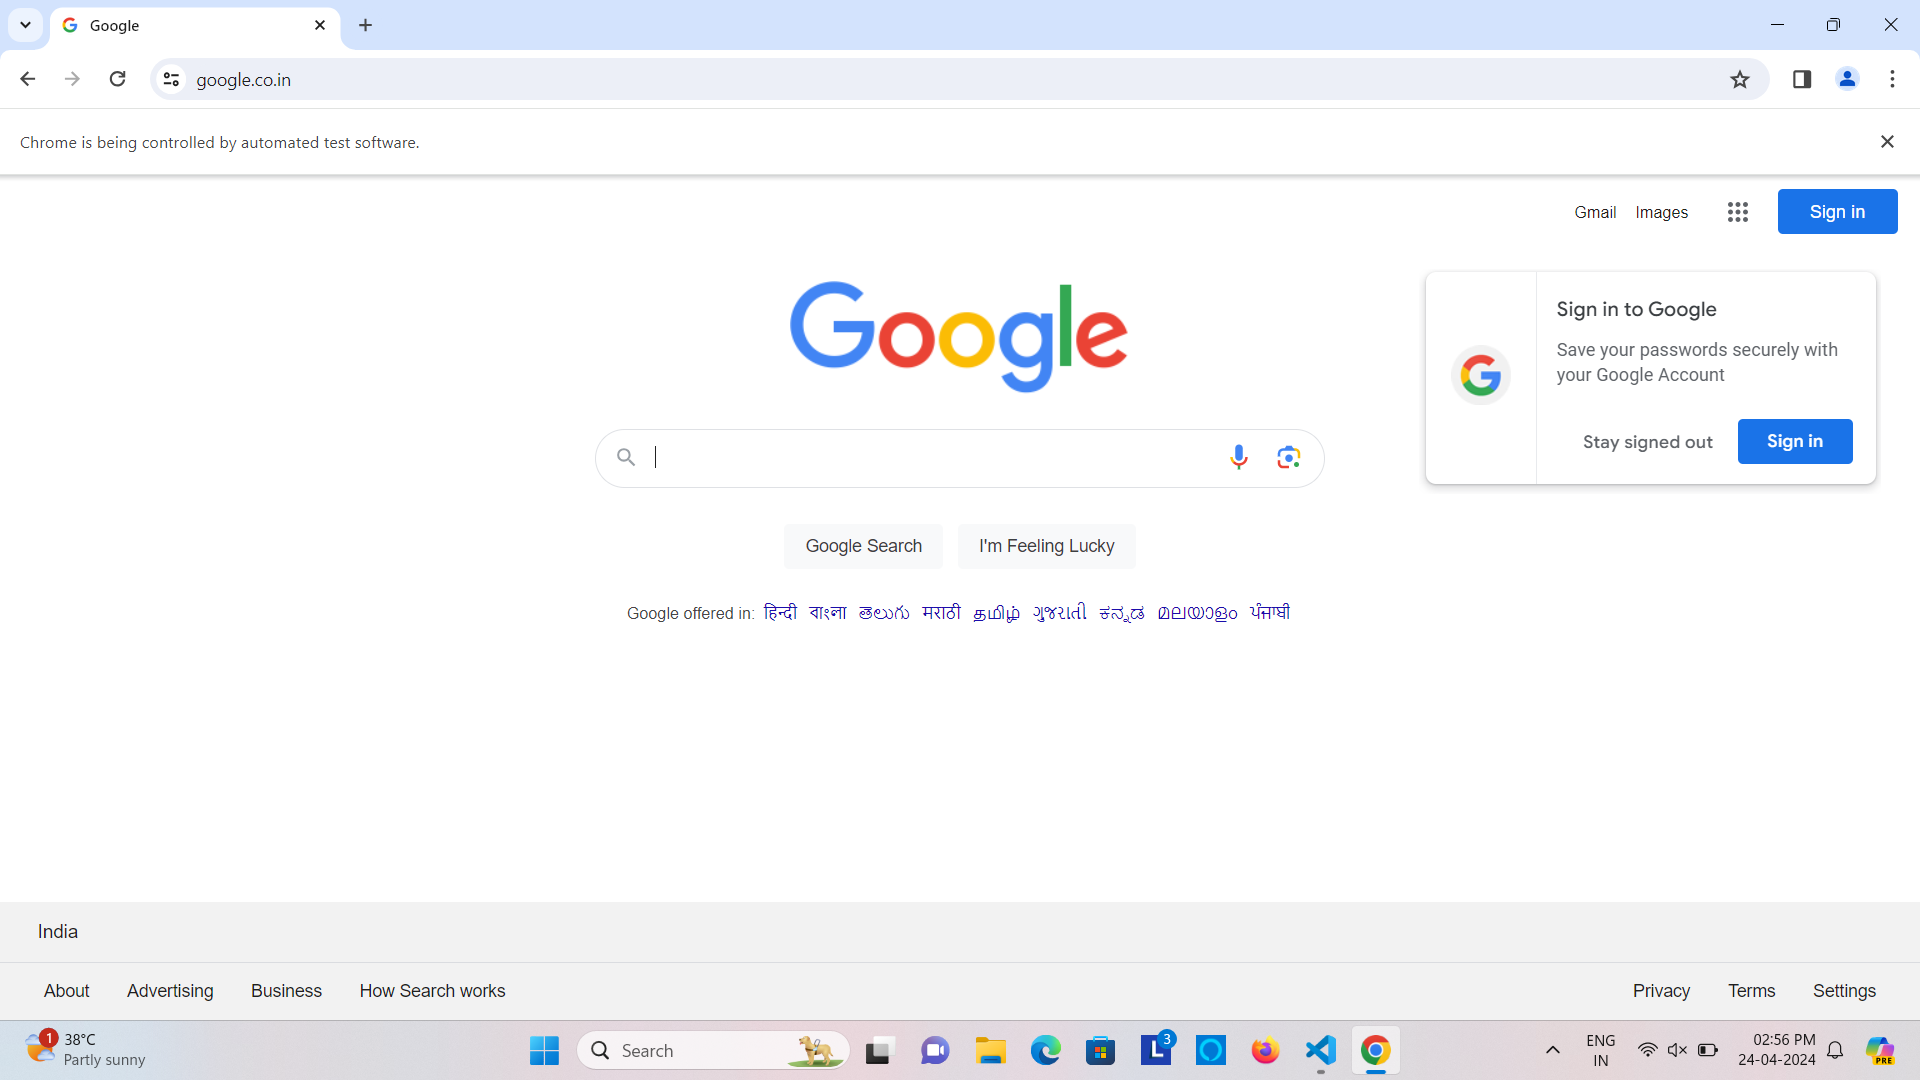 Google
google.co.in
Chrome is being controlled by automated test software.
Gmail Images Sign in
Google
Sign in to Google
Save your passwords securely with
your Google Account
Stay signed out Sign in
Google Search I'm Feeling Lucky
Google offered in: हिन्दी বাংলা తెలుగు मराठी தமிழ் ગુજરાતી ಕನ್ನಡ മലയാളം ਪੰਜਾਬੀ
India
About Advertising Business How Search works Privacy Terms Settings
1 38°C
Partly sunny
Search
L 3
ENG
IN
02:56 PM
24-04-2024
PRE